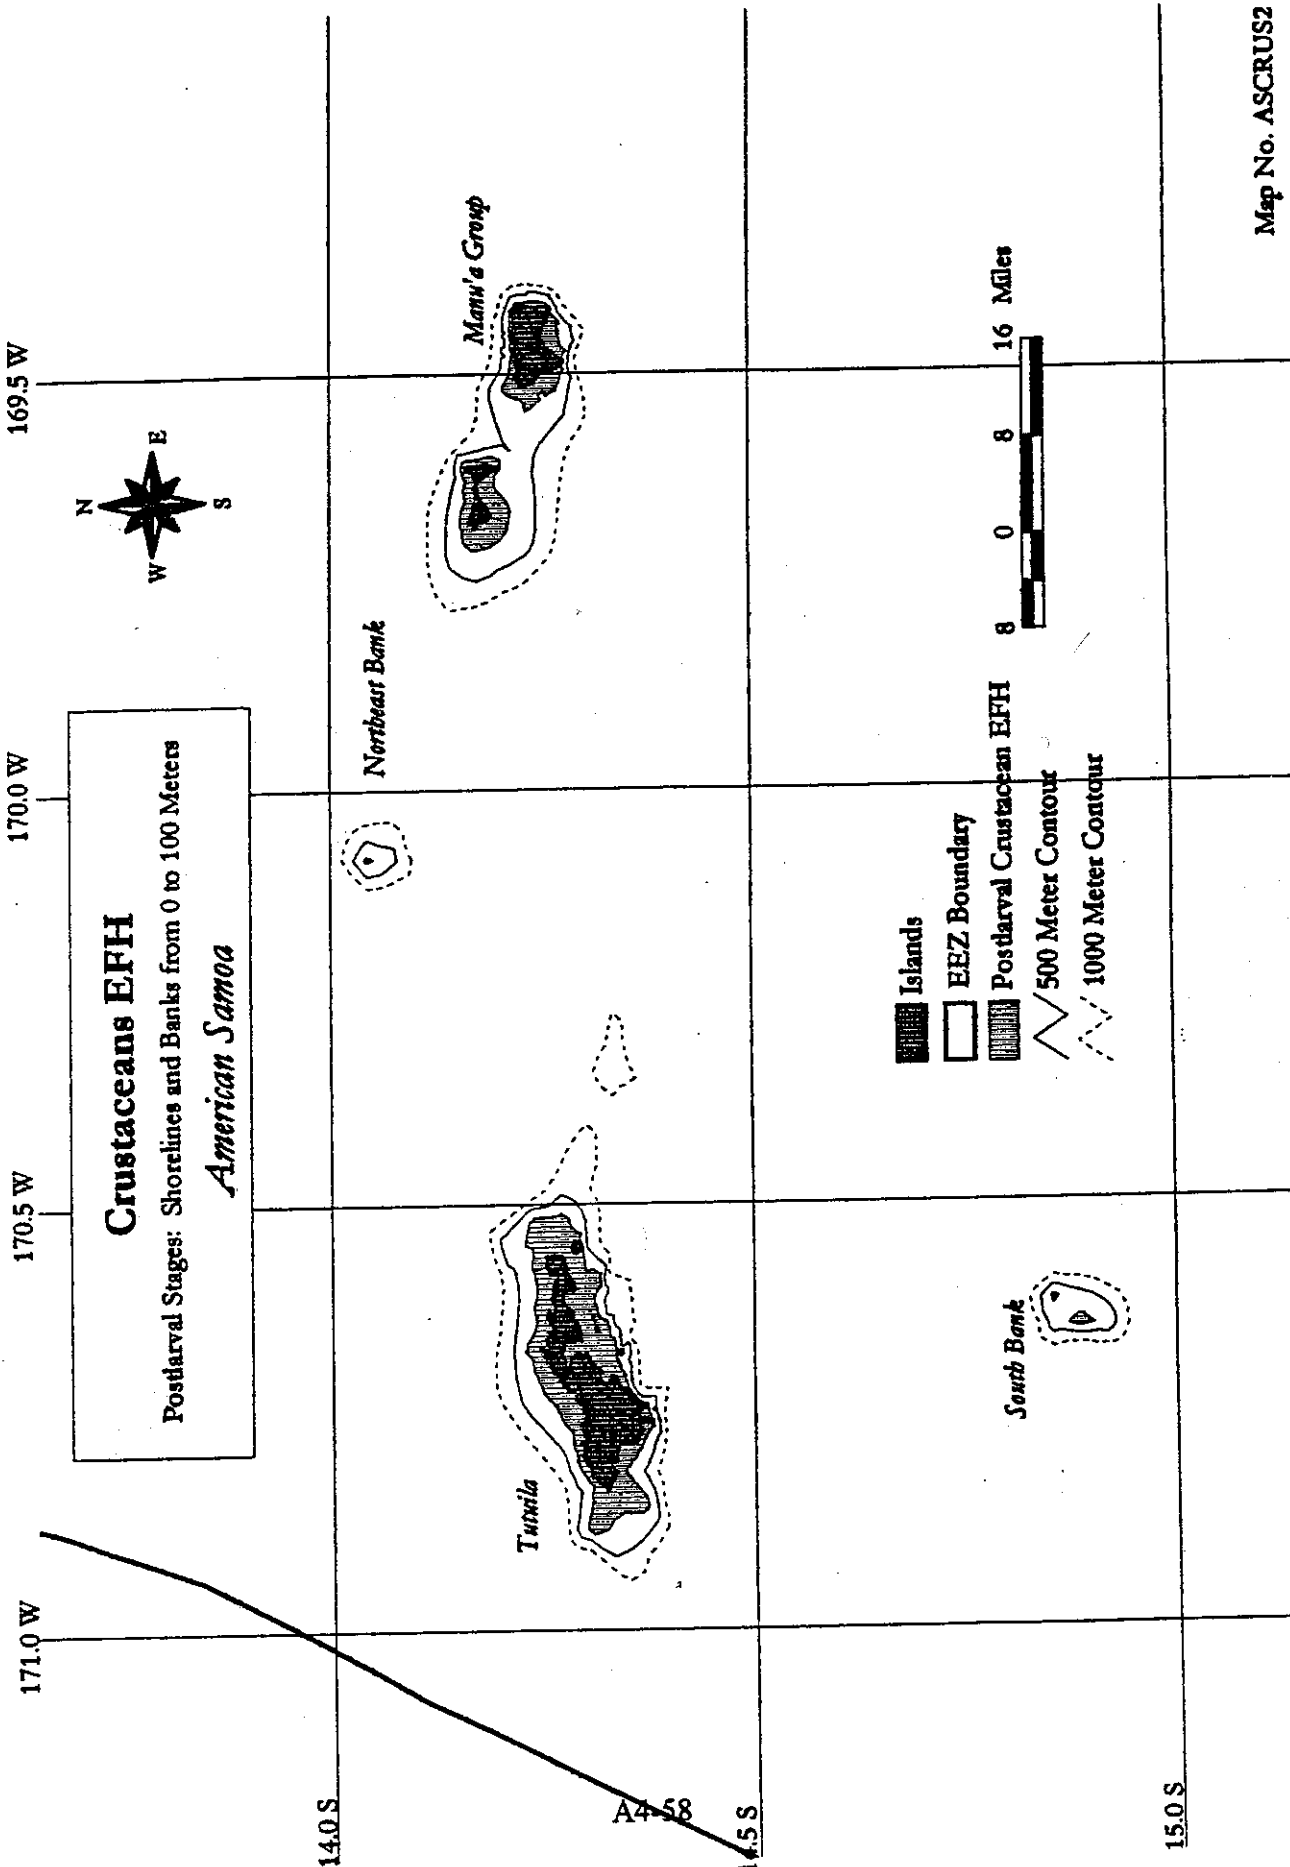 Crustaceans EFH
Postlarval Stages: Shorelines and Banks from 0 to 100 Meters
American Samoa
171.0 W
170.5 W
170.0 W
169.5 W
N
W
E
S
14.0 S
Northeast Bank
Manu'a Group
Tutuila
14.5 S
South Bank
15.0 S
Islands
EEZ Boundary
Postlarval Crustacean EFH
500 Meter Contour
1000 Meter Contour
8 0 8 16 Miles
Map No. ASCRUS2
A4-58